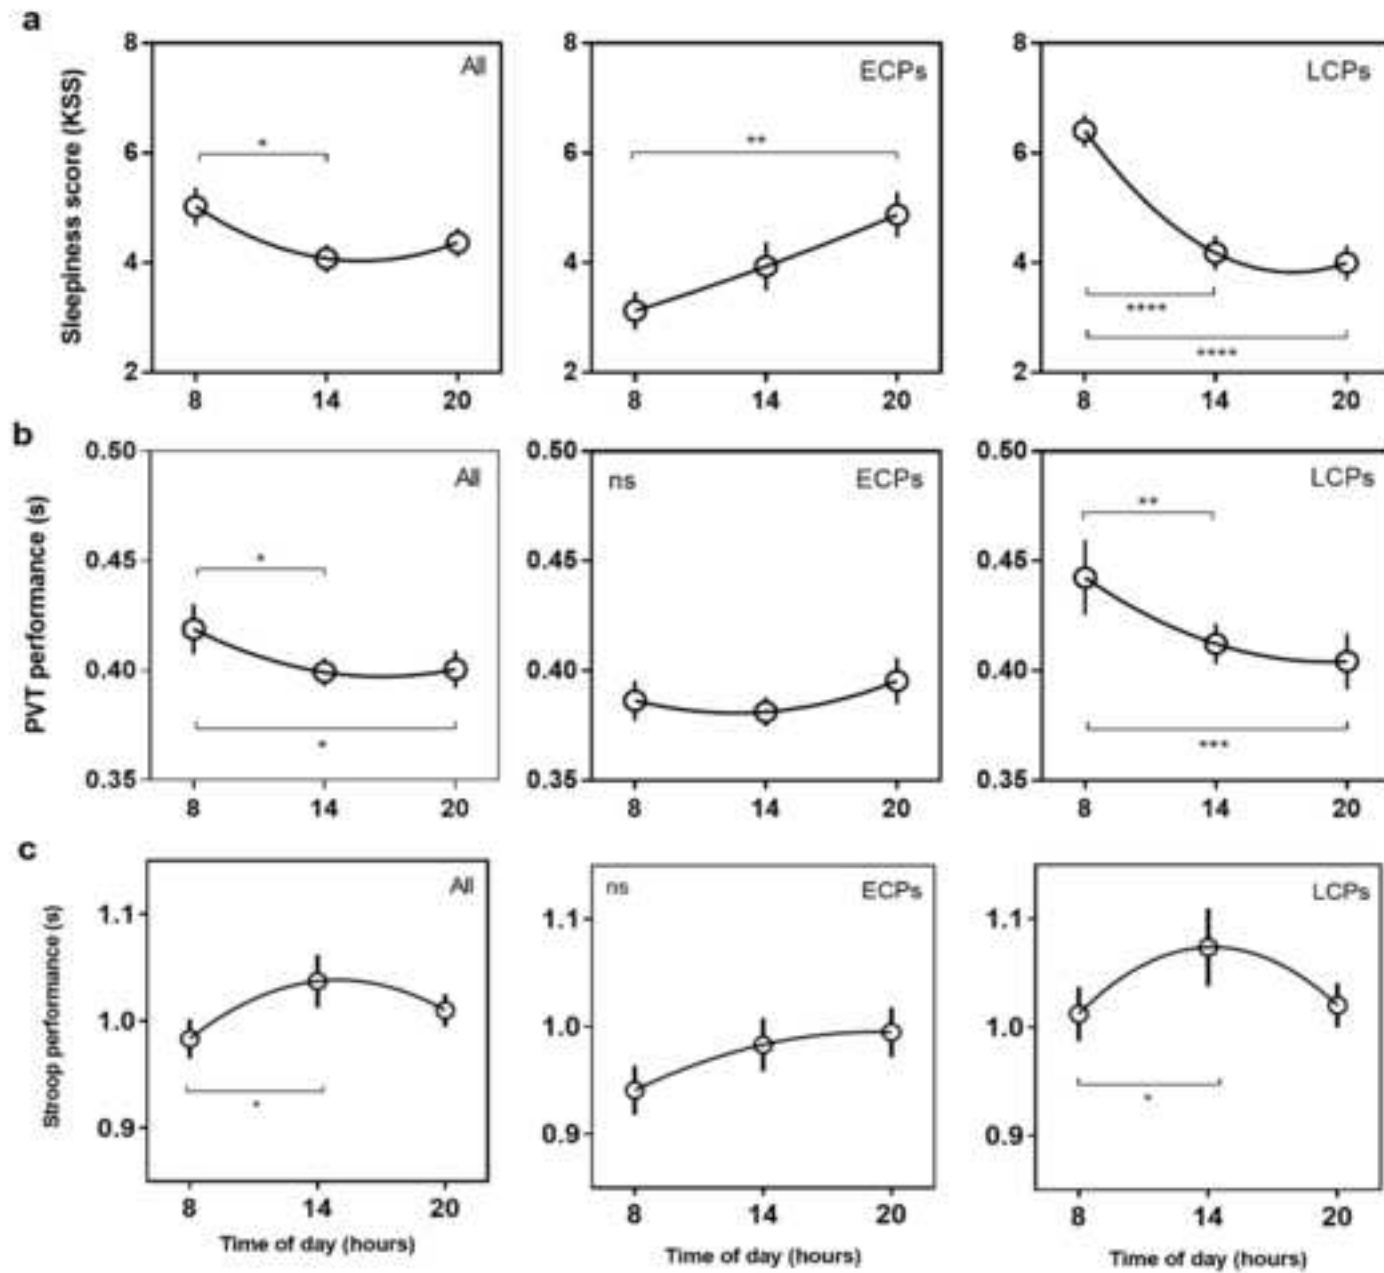 a
Sleepiness score (KSS)
8
6
4
2
All
*
8 14 20
8
6
4
2
ECPs
**
8 14 20
8
6
4
2
LCPs
****
****
8 14 20
b
PVT performance (s)
0.50
0.45
0.40
0.35
All
*
*
8 14 20
0.50
0.45
0.40
0.35
ns
ECPs
8 14 20
0.50
0.45
0.40
0.35
LCPs
**
***
8 14 20
c
Stroop performance (s)
1.1
1.0
0.9
All
*
8 14 20
Time of day (hours)
1.1
1.0
0.9
ns
ECPs
8 14 20
Time of day (hours)
1.1
1.0
0.9
LCPs
*
8 14 20
Time of day (hours)